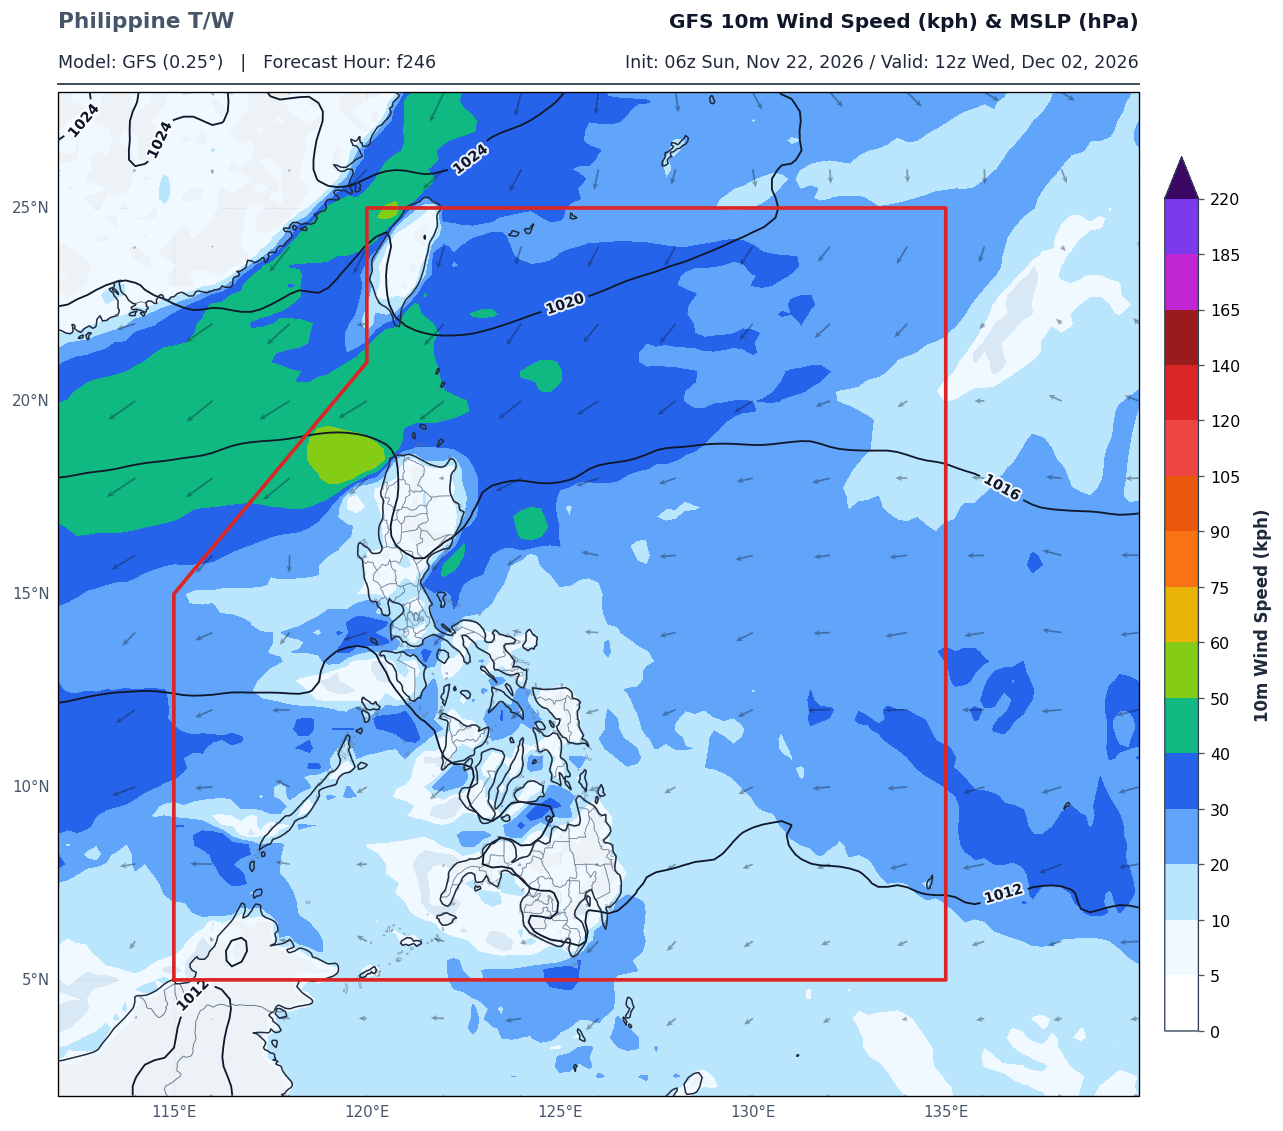 Philippine T/W
GFS 10m Wind Speed (kph) & MSLP (hPa)
Model: GFS (0.25°)   |   Forecast Hour: f246
Init: 06z Sun, Nov 22, 2026 / Valid: 12z Wed, Dec 02, 2026
1024
1024
1024
1020
1016
1012
1012
25°N
20°N
15°N
10°N
5°N
115°E
120°E
125°E
130°E
135°E
220
185
165
140
120
105
90
75
60
50
40
30
20
10
5
0
10m Wind Speed (kph)